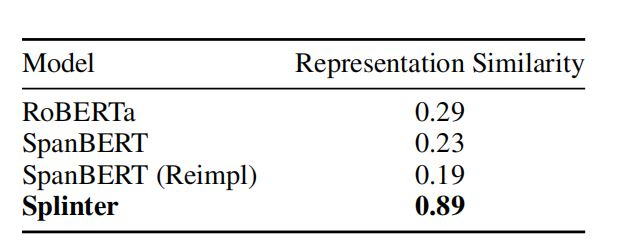 Model Representation Similarity
RoBERTa 0.29
SpanBERT 0.23
SpanBERT (Reimpl) 0.19
Splinter 0.89